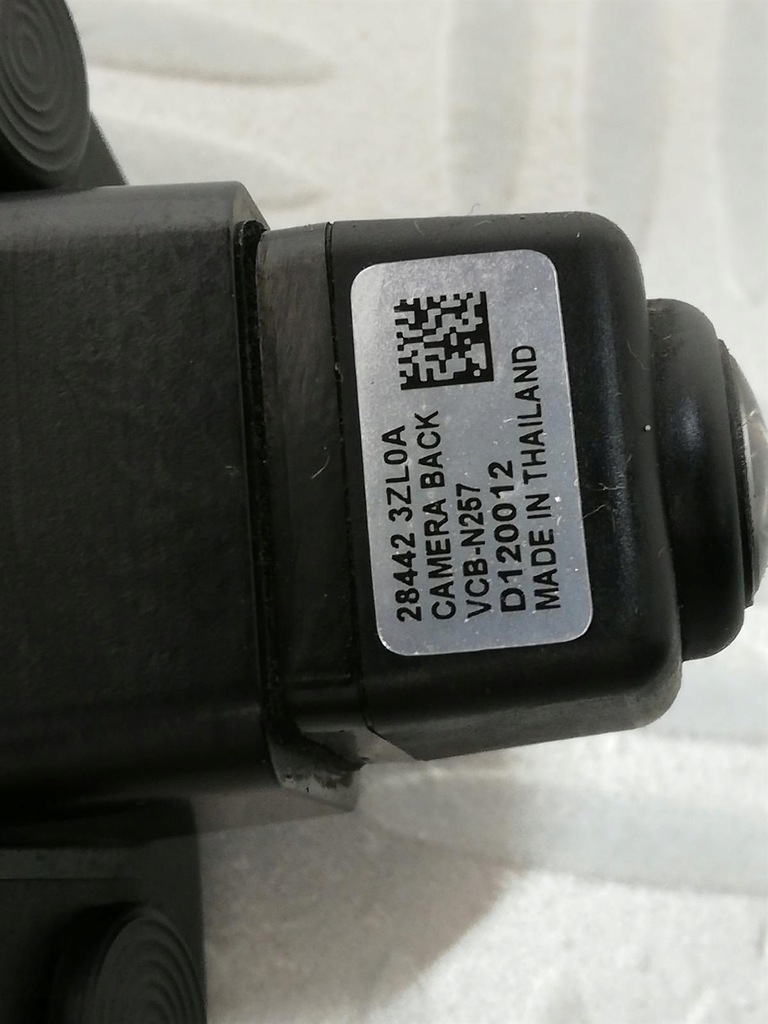 28442 3ZL0A
CAMERA BACK
VCB-N257
D120012
MADE IN THAILAND